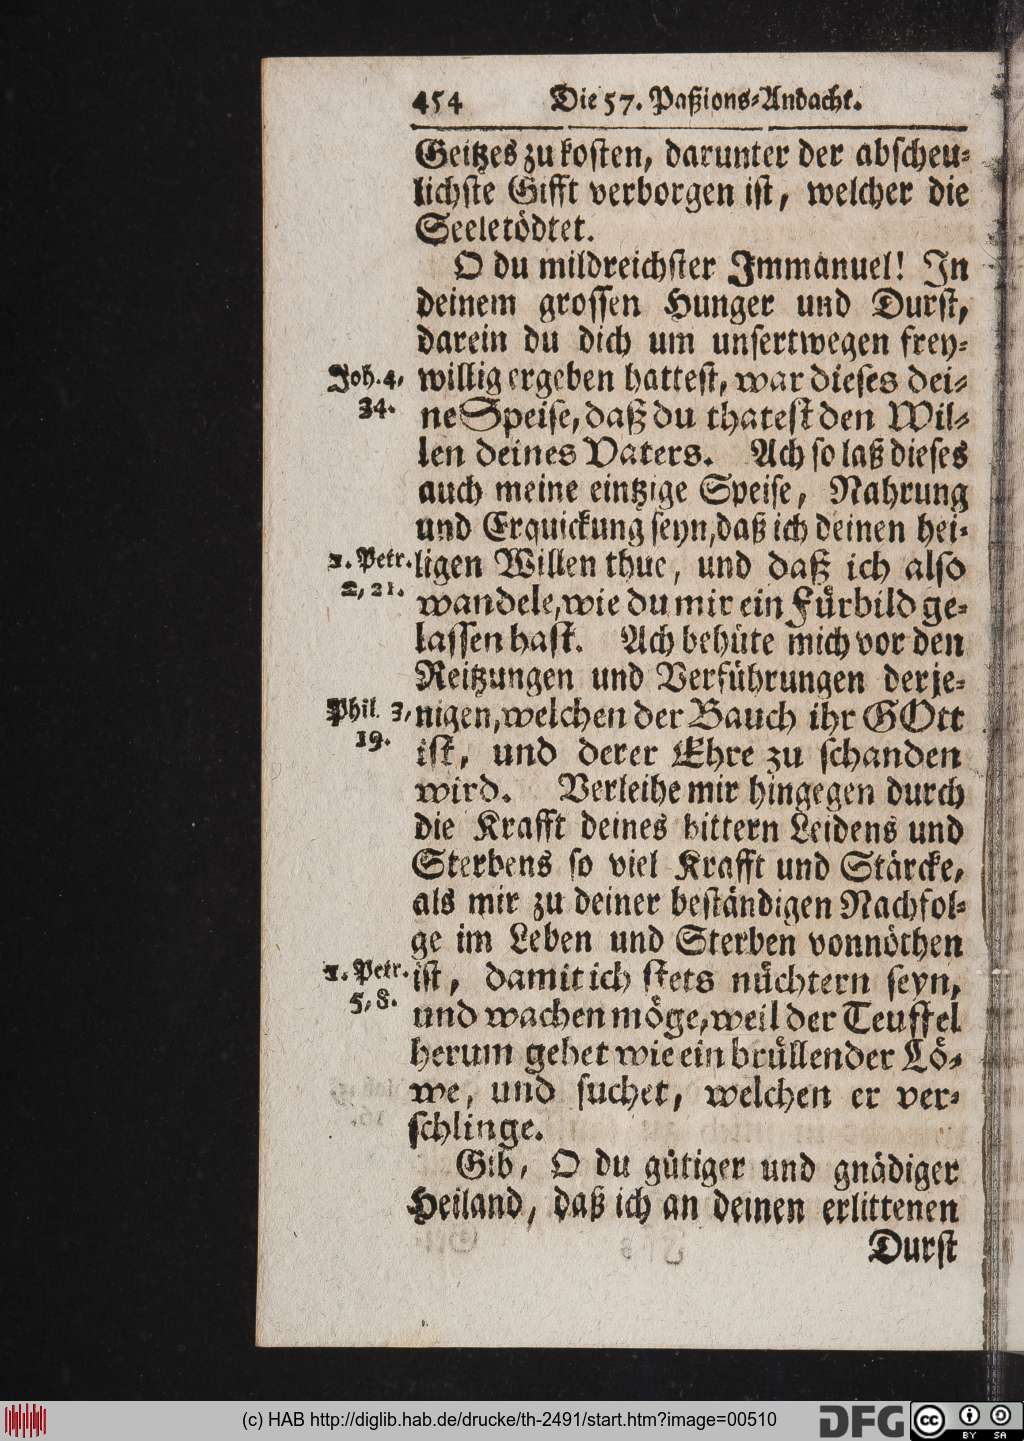 454 Die 57. Paßions-Andacht.
Geitzes zu kosten, darunter der abscheu-
lichste Gifft verborgen ist, welcher die
Seele tödtet.
O du mildreichster Immanuel! In
deinem grossen Hunger und Durst,
darein du dich um unsertwegen frey-
Joh. 4, willig ergeben hattest, war dieses dei-
34. ne Speise, daß du thatest den Wil-
len deines Vaters. Ach so laß dieses
auch meine eintzige Speise, Nahrung
und Erquickung seyn, daß ich deinen hei-
1. Petr. ligen Willen thue, und daß ich also
2, 21. wandele, wie du mir ein Fürbild ge-
lassen hast. Ach behüte mich vor den
Reitzungen und Verführungen derje-
Phil. 3, nigen, welchen der Bauch ihr GOtt
19. ist, und derer Ehre zu schanden
wird. Verleihe mir hingegen durch
die Krafft deines bittern Leidens und
Sterbens so viel Krafft und Stärcke,
als mir zu deiner beständigen Nachfol-
ge im Leben und Sterben vonnöthen
1. Petr. ist, damit ich stets nüchtern seyn,
5, 8. und wachen möge, weil der Teuffel
herum gehet wie ein brüllender Lö-
we, und suchet, welchen er ver-
schlinge.
Gib, O du gütiger und gnädiger
Heiland, daß ich an deinen erlittenen
Durst
(c) HAB http://diglib.hab.de/drucke/th-2491/start.htm?image=00510
DFG
cc BY SA